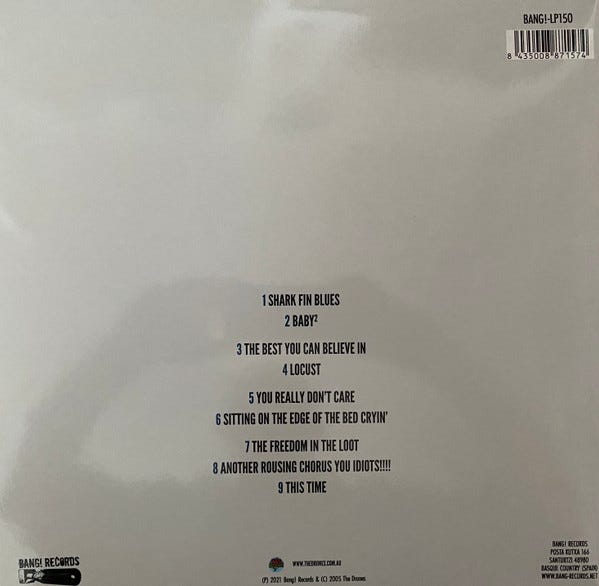 BANG!-LP150
8 435008 871574
1 SHARK FIN BLUES
2 BABY²
3 THE BEST YOU CAN BELIEVE IN
4 LOCUST
5 YOU REALLY DON'T CARE
6 SITTING ON THE EDGE OF THE BED CRYIN'
7 THE FREEDOM IN THE LOOT
8 ANOTHER ROUSING CHORUS YOU IDIOTS!!!!
9 THIS TIME
BANG! RECORDS
WWW.THEDRONES.COM.AU
(P) 2021 Bang! Records & (C) 2005 The Drones
BANG! RECORDS
POSTA KUTXA 166
SANTURTZI 48980
BASQUE COUNTRY (SPAIN)
WWW.BANG-RECORDS.NET